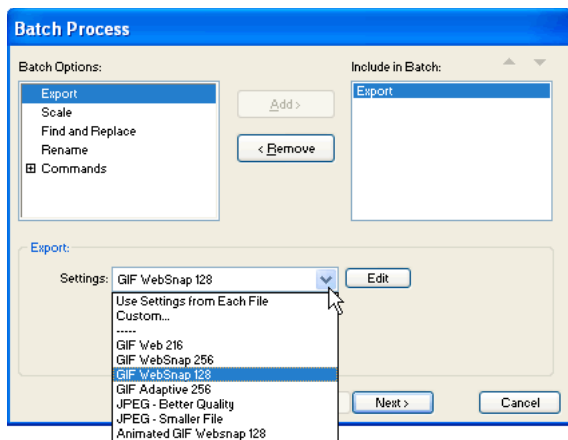 Batch Process
Batch Options:
Export
Scale
Find and Replace
Rename
Commands
Add >
< Remove
Include in Batch:
Export
Export:
Settings: GIF WebSnap 128
Edit
Use Settings from Each File
Custom...
-----
GIF Web 216
GIF WebSnap 256
GIF WebSnap 128
GIF Adaptive 256
JPEG - Better Quality
JPEG - Smaller File
Animated GIF Websnap 128
Next >
Cancel